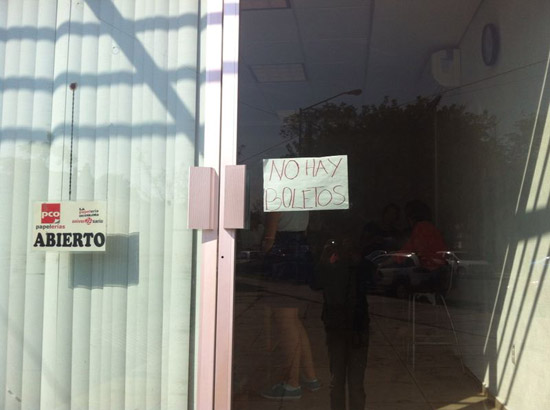 NO HAY
BOLETOS
pco
papelerías
ABIERTO